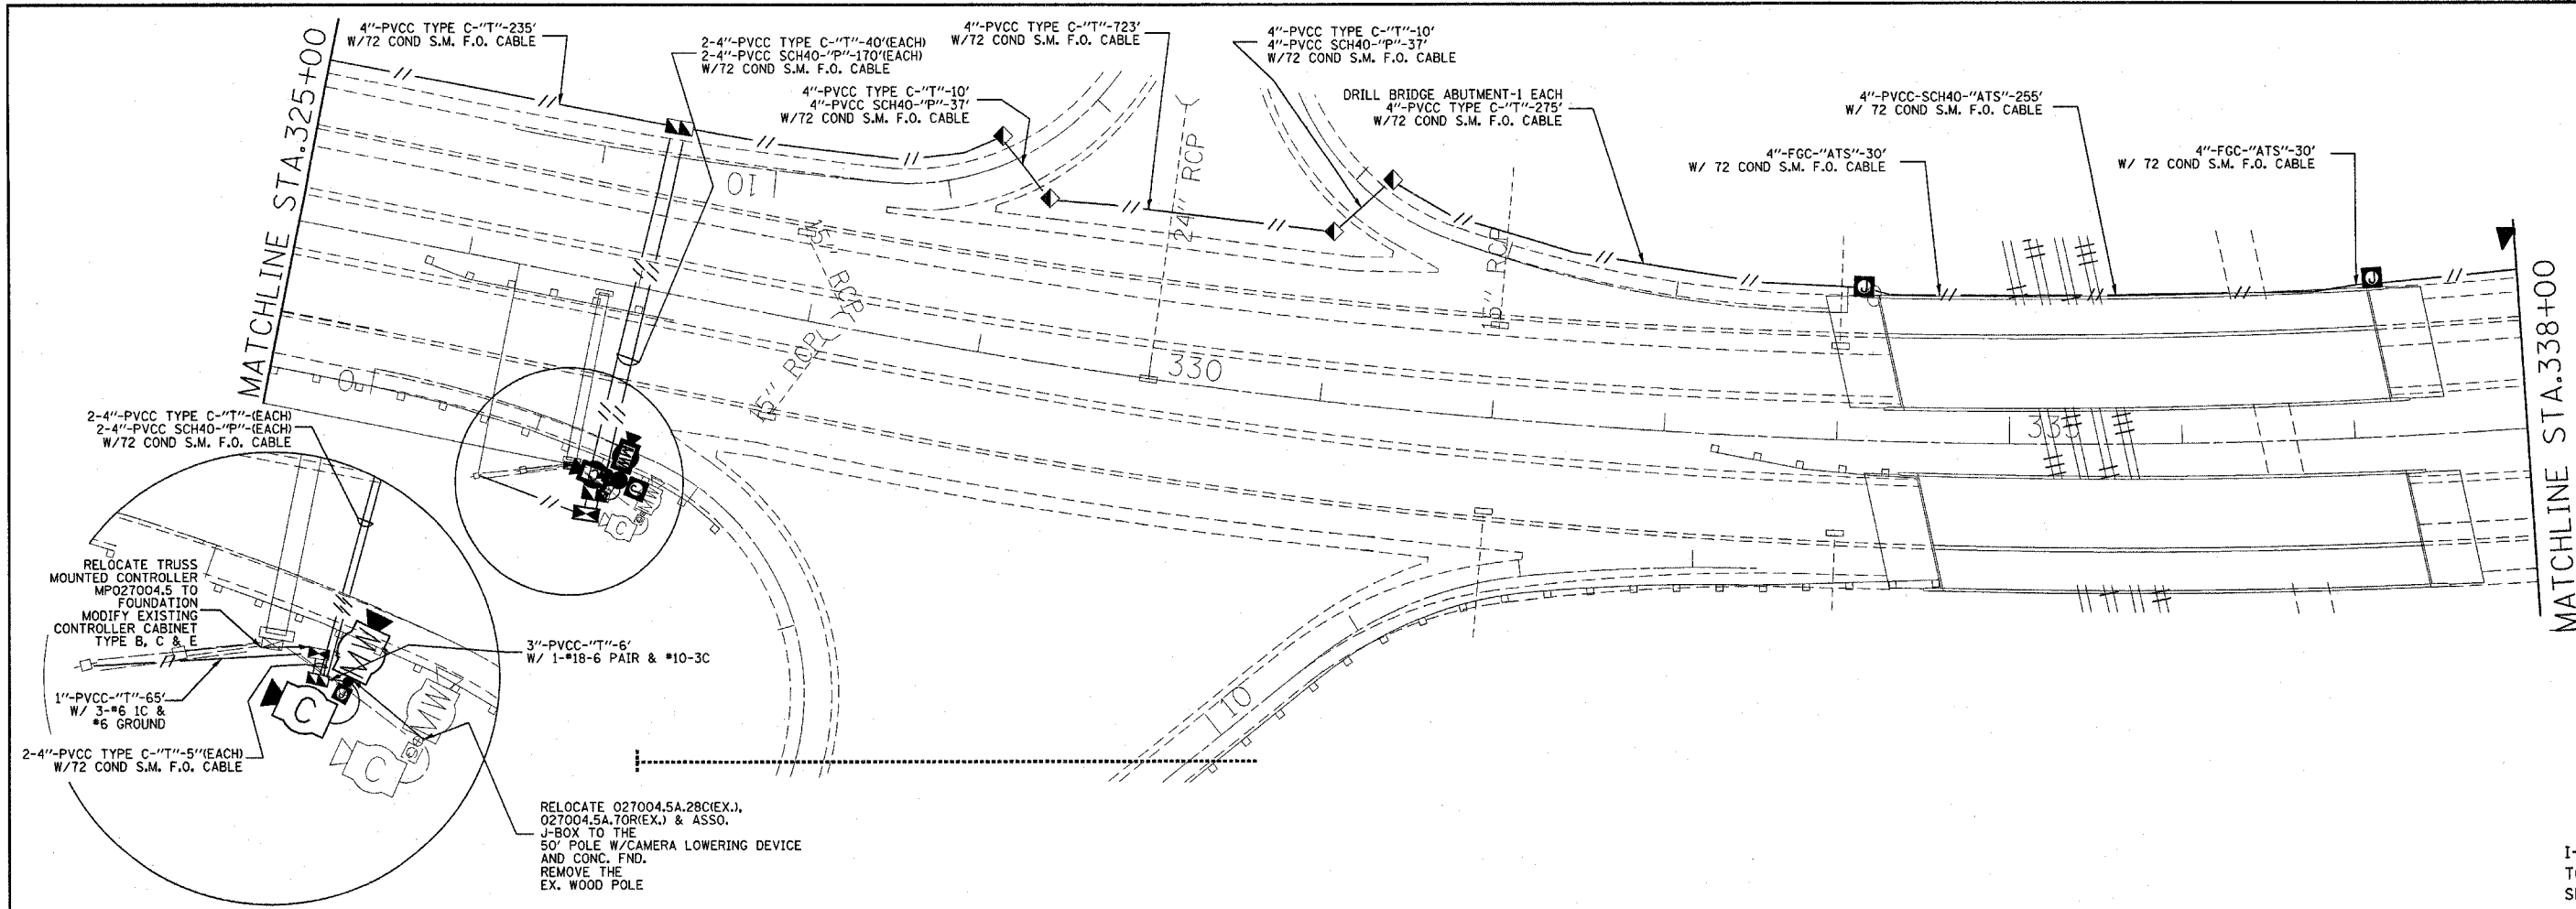 MATCHLINE STA.325+00
4"-PVCC TYPE C-"T"-235'
W/72 COND S.M. F.O. CABLE
2-4"-PVCC TYPE C-"T"-40'(EACH)
2-4"-PVCC SCH40-"P"-170'(EACH)
W/72 COND S.M. F.O. CABLE
4"-PVCC TYPE C-"T"-10'
4"-PVCC SCH40-"P"-37'
W/72 COND S.M. F.O. CABLE
4"-PVCC TYPE C-"T"-723'
W/72 COND S.M. F.O. CABLE
4"-PVCC TYPE C-"T"-10'
4"-PVCC SCH40-"P"-37'
W/72 COND S.M. F.O. CABLE
DRILL BRIDGE ABUTMENT-1 EACH
4"-PVCC TYPE C-"T"-275'
W/72 COND S.M. F.O. CABLE
4"-FGC-"ATS"-30'
W/ 72 COND S.M. F.O. CABLE
4"-PVCC-SCH40-"ATS"-255'
W/ 72 COND S.M. F.O. CABLE
4"-FGC-"ATS"-30'
W/ 72 COND S.M. F.O. CABLE
10
15" RCP
15" RCP
24" RCP
15" RCP
J
J
0
330
335
MATCHLINE STA.338+00
MW
J
C
MW
2-4"-PVCC TYPE C-"T"-(EACH)
2-4"-PVCC SCH40-"P"-(EACH)
W/72 COND S.M. F.O. CABLE
RELOCATE TRUSS
MOUNTED CONTROLLER
MP027004.5 TO
FOUNDATION
MODIFY EXISTING
CONTROLLER CABINET
TYPE B, C & E
1"-PVCC-"T"-65'
W/ 3-#6 1C &
#6 GROUND
2-4"-PVCC TYPE C-"T"-5"(EACH)
W/72 COND S.M. F.O. CABLE
MW
J
C
MW
C
3"-PVCC-"T"-6'
W/ 1-#18-6 PAIR & #10-3C
RELOCATE 027004.5A.28C(EX.),
027004.5A.70R(EX.) & ASSO.
J-BOX TO THE
50' POLE W/CAMERA LOWERING DEVICE
AND CONC. FND.
REMOVE THE
EX. WOOD POLE
10